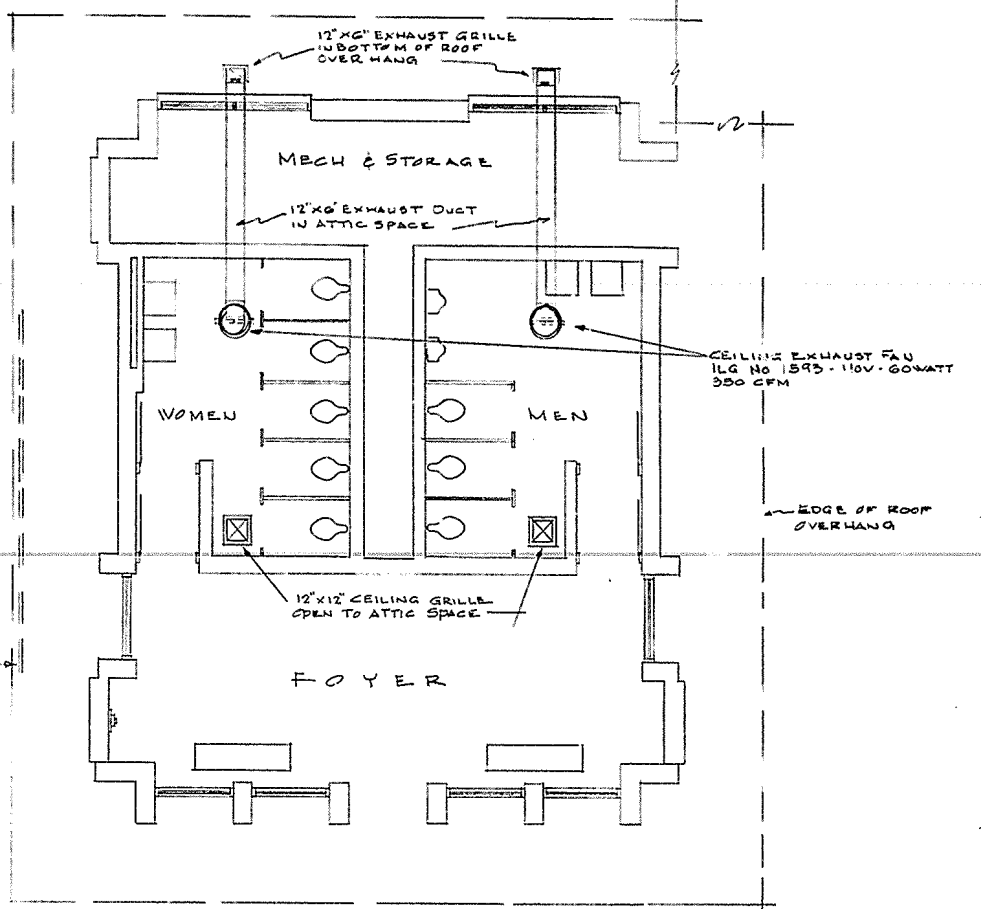 12"X6" EXHAUST GRILLE
IN BOTTOM OF ROOF
OVER HANG
MECH & STORAGE
12"X6" EXHAUST DUCT
IN ATTIC SPACE
CEILING EXHAUST FAN
ILG NO 1593 - 110V - 60WATT
350 CFM
WOMEN
MEN
EDGE OF ROOF
OVERHANG
12"X12" CEILING GRILLE
OPEN TO ATTIC SPACE
FOYER